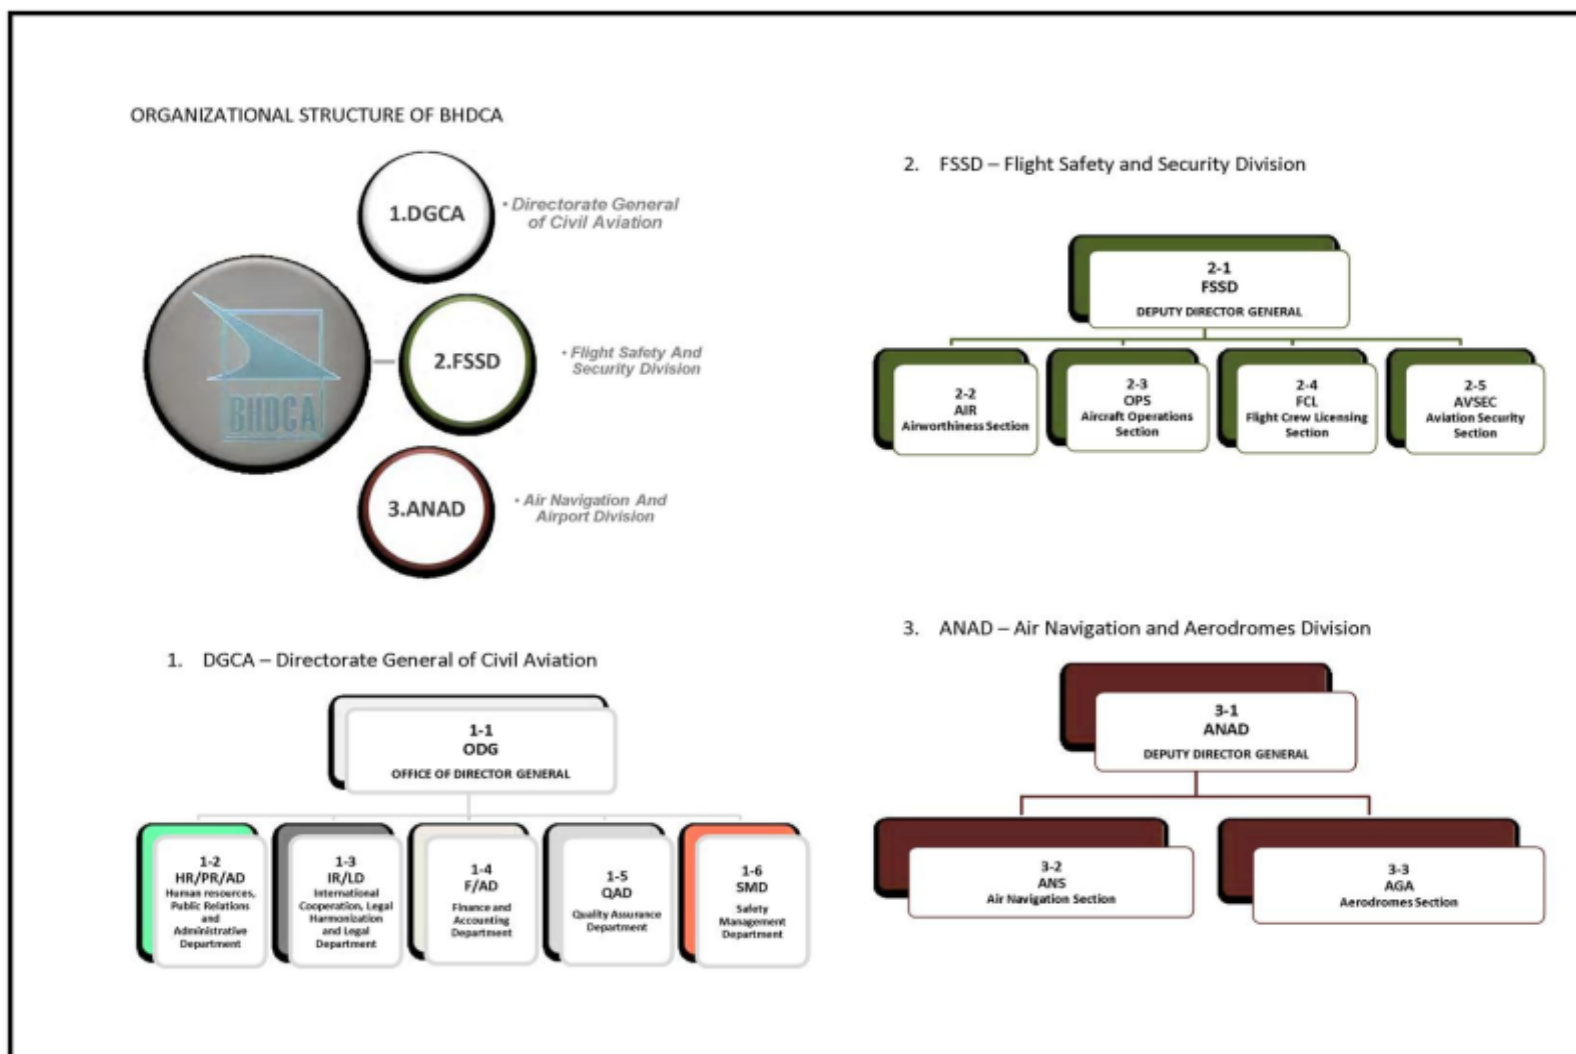 ORGANIZATIONAL STRUCTURE OF BHDCA
1.DGCA
• Directorate General
of Civil Aviation
BHDCA
2.FSSD
• Flight Safety And
Security Division
3.ANAD
• Air Navigation And
Airport Division
1. DGCA – Directorate General of Civil Aviation
1-1
ODG
OFFICE OF DIRECTOR GENERAL
1-2
HR/PR/AD
Human resources,
Public Relations
and
Administrative
Department
1-3
IR/LD
International
Cooperation, Legal
Harmonization
and Legal
Department
1-4
F/AD
Finance and
Accounting
Department
1-5
QAD
Quality Assurance
Department
1-6
SMD
Safety
Management
Department
2. FSSD – Flight Safety and Security Division
2-1
FSSD
DEPUTY DIRECTOR GENERAL
2-2
AIR
Airworthiness Section
2-3
OPS
Aircraft Operations
Section
2-4
FCL
Flight Crew Licensing
Section
2-5
AVSEC
Aviation Security
Section
3. ANAD – Air Navigation and Aerodromes Division
3-1
ANAD
DEPUTY DIRECTOR GENERAL
3-2
ANS
Air Navigation Section
3-3
AGA
Aerodromes Section